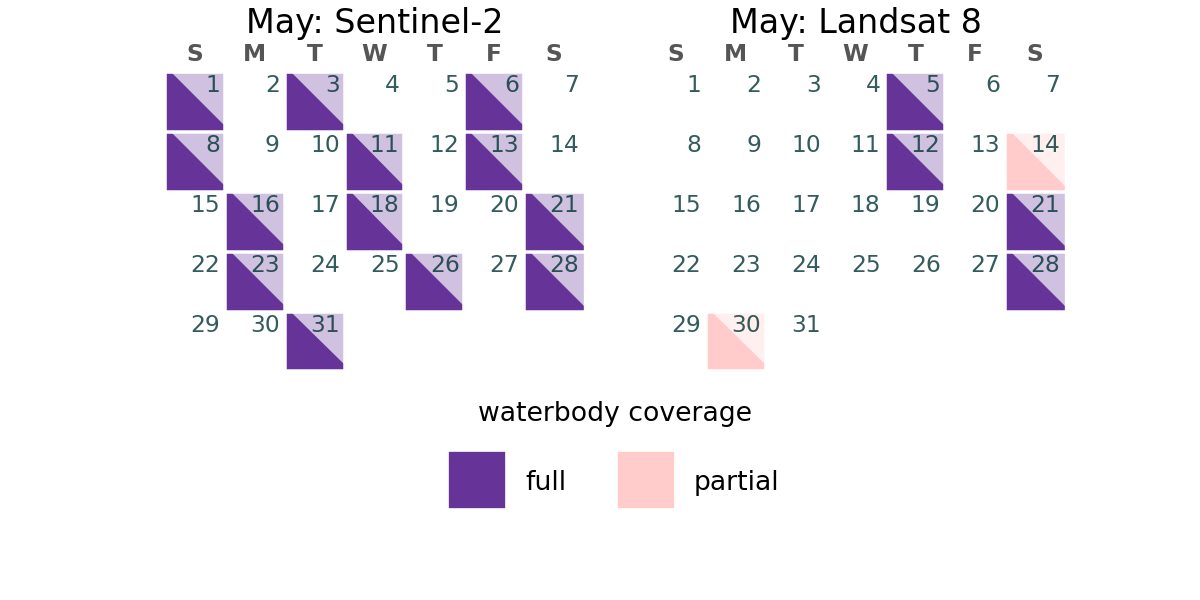 May: Sentinel-2
S M T W T F S
1 2 3 4 5 6 7
8 9 10 11 12 13 14
15 16 17 18 19 20 21
22 23 24 25 26 27 28
29 30 31
May: Landsat 8
S M T W T F S
1 2 3 4 5 6 7
8 9 10 11 12 13 14
15 16 17 18 19 20 21
22 23 24 25 26 27 28
29 30 31
waterbody coverage
full
partial